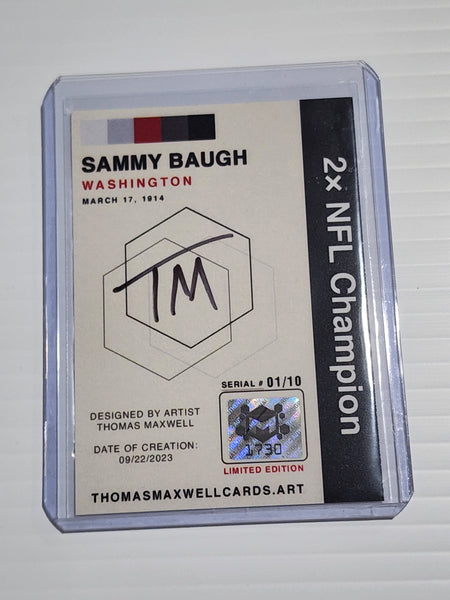 SAMMY BAUGH
WASHINGTON
MARCH 17, 1914
TM
SERIAL # 01/10
1730
LIMITED EDITION
DESIGNED BY ARTIST
THOMAS MAXWELL
DATE OF CREATION:
09/22/2023
THOMASMAXWELLCARDS.ART
2x NFL Champion